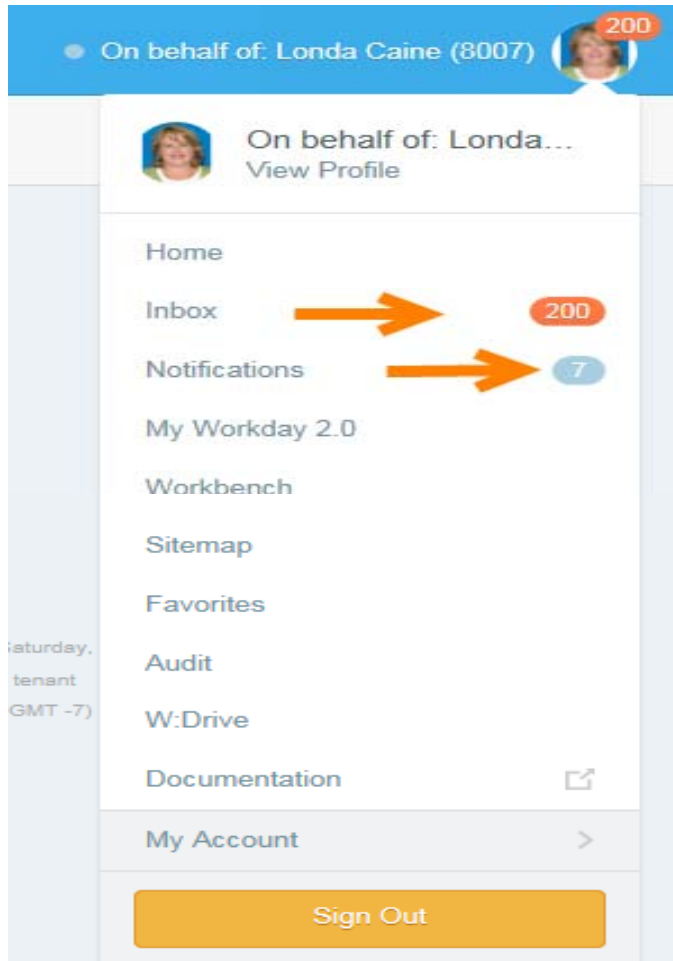 200
On behalf of: Londa Caine (8007)
On behalf of: Londa...
View Profile
Home
Inbox 200
Notifications 7
My Workday 2.0
Workbench
Sitemap
Favorites
Saturday,
Audit
tenant
GMT -7)
W:Drive
Documentation
My Account
Sign Out